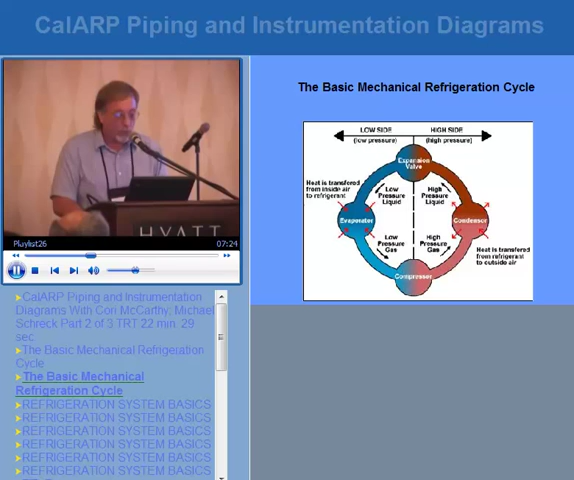 CalARP Piping and Instrumentation Diagrams
The Basic Mechanical Refrigeration Cycle
LOW SIDE
(low pressure)
HIGH SIDE
(high pressure)
Expansion
Valve
Heat is transfered
from inside air
to refrigerant
Low
Pressure
Liquid
High
Pressure
Liquid
Evaporator
Condensor
Low
Pressure
Gas
High
Pressure
Gas
Heat is transfered
from refrigerant
to outside air
Compressor
HYATT
Playlist26
07:24
CalARP Piping and Instrumentation
Diagrams With Cori McCarthy; Michael
Schreck Part 2 of 3 TRT 22 min. 29
sec.
The Basic Mechanical Refrigeration
Cycle
The Basic Mechanical
Refrigeration Cycle
REFRIGERATION SYSTEM BASICS
REFRIGERATION SYSTEM BASICS
REFRIGERATION SYSTEM BASICS
REFRIGERATION SYSTEM BASICS
REFRIGERATION SYSTEM BASICS
REFRIGERATION SYSTEM BASICS